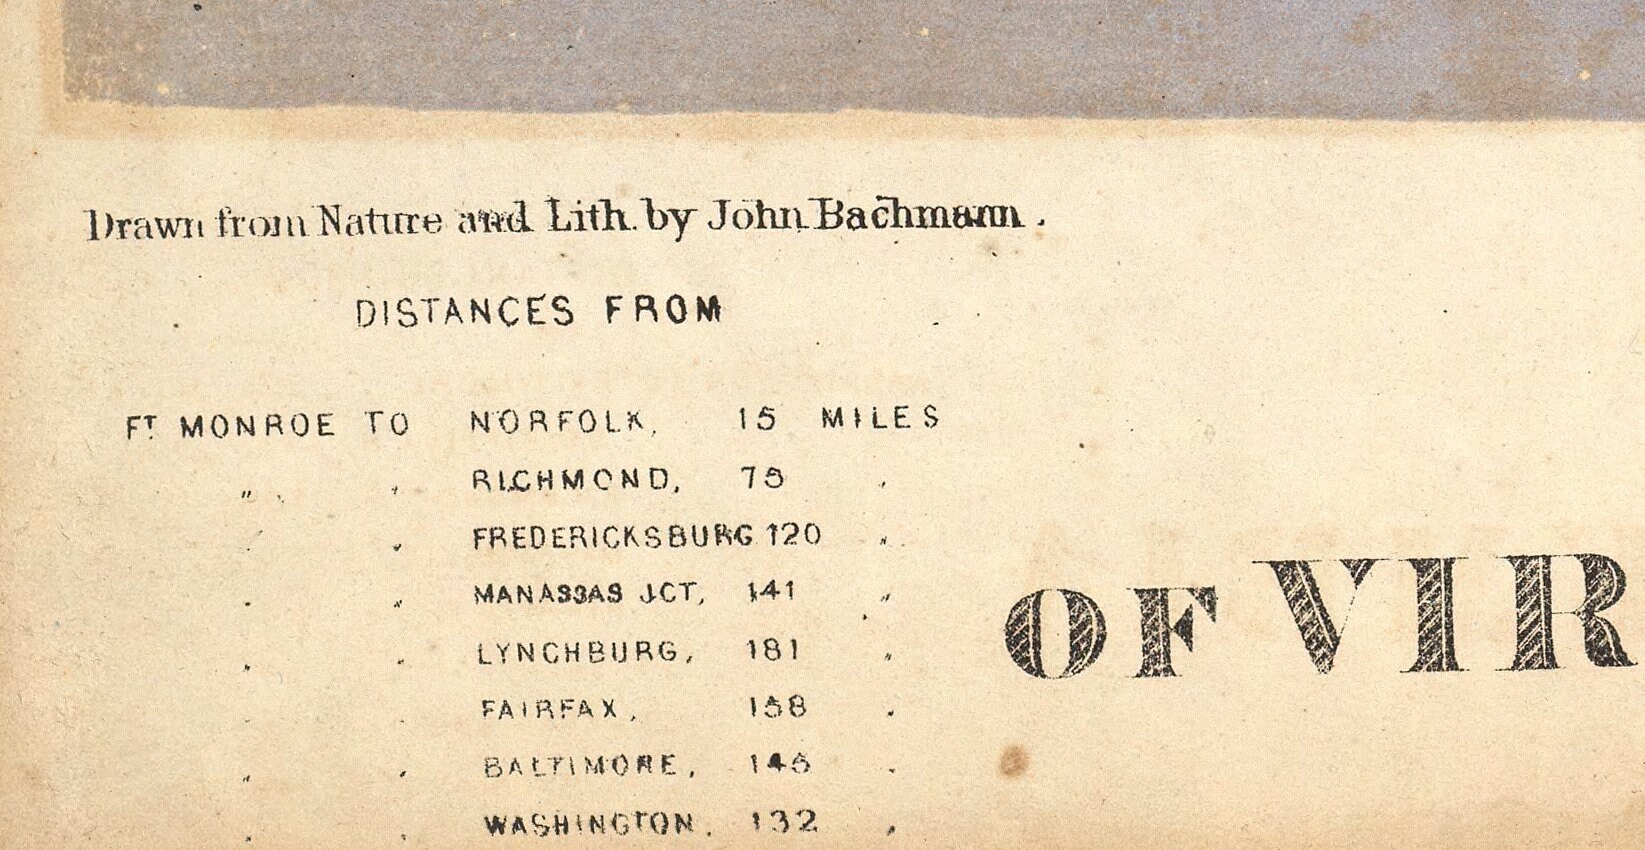 Drawn from Nature and Lith. by John Bachmann.
DISTANCES FROM
FT MONROE TO NORFOLK, 15 MILES
" " RICHMOND, 75 "
" " FREDERICKSBURG 120 "
" " MANASSAS JCT, 141 "
" " LYNCHBURG, 181 "
" " FAIRFAX, 158 "
" " BALTIMORE, "
" " WASHINGTON, 132 "
OF VIR